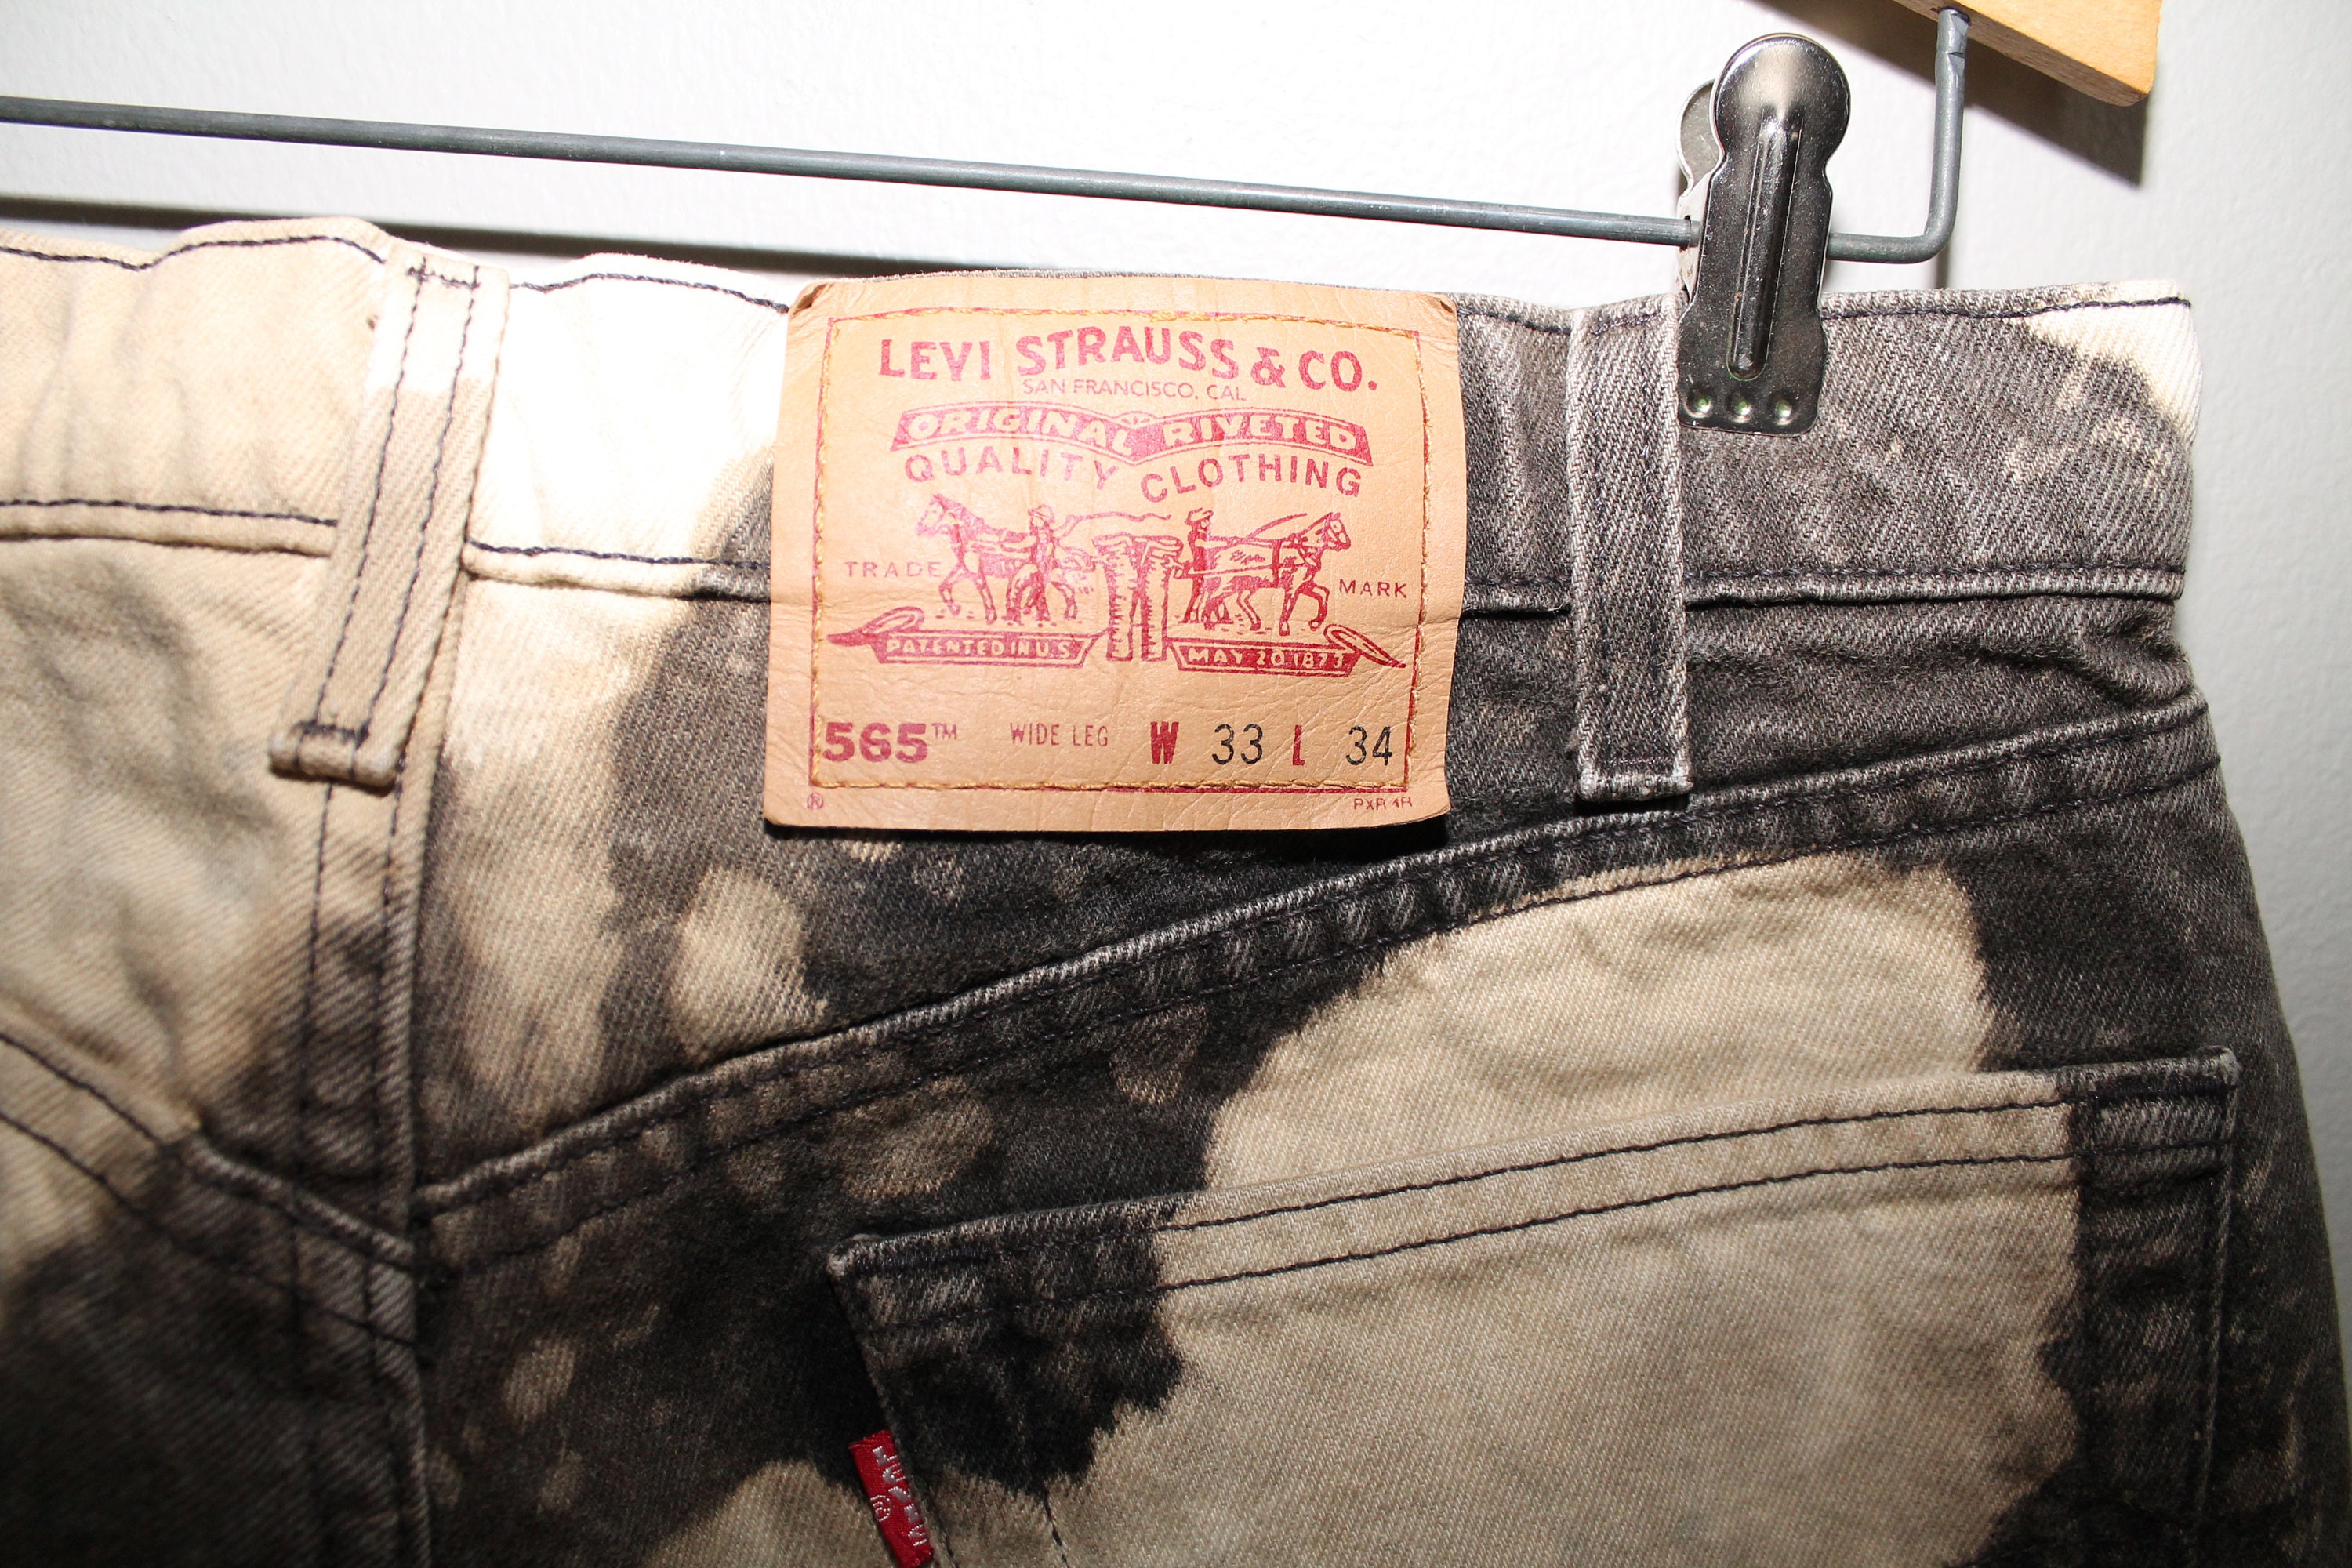 LEVI STRAUSS & CO.
SAN FRANCISCO, CAL
ORIGINAL RIVETED
QUALITY CLOTHING
TRADE MARK
PATENTED IN U.S. MAY 20 1873
565™ WIDE LEG W 33 L 34
®
LEVI'S
®